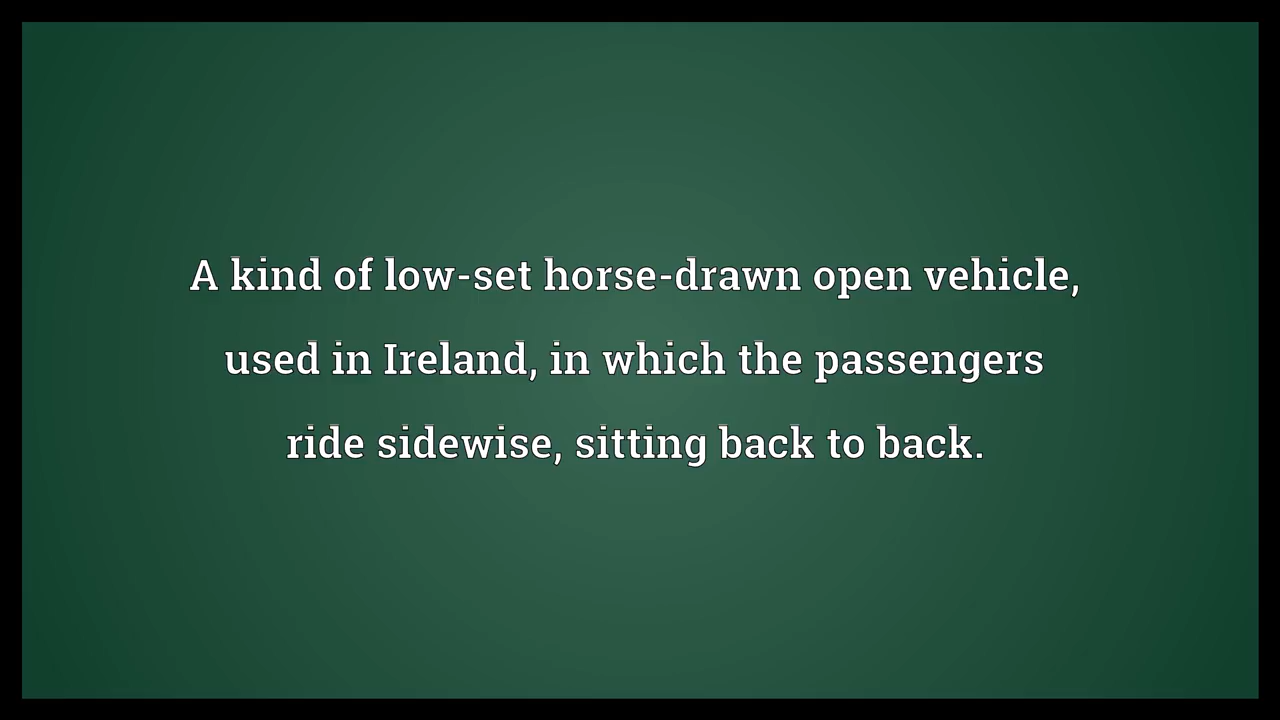 A kind of low-set horse-drawn open vehicle,
used in Ireland, in which the passengers
ride sidewise, sitting back to back.